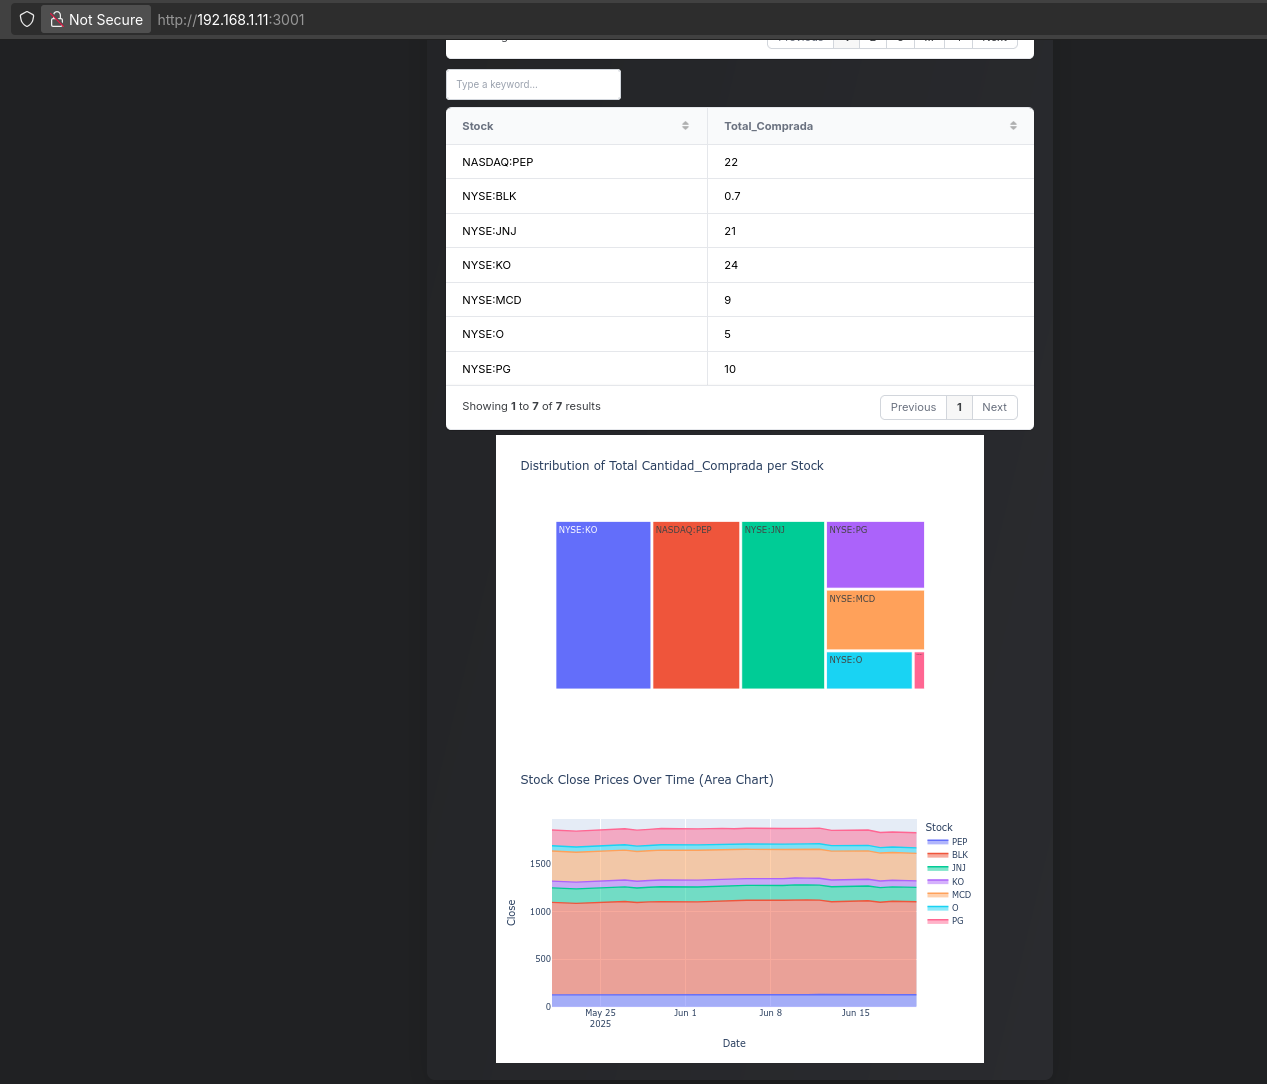 Not Secure http://192.168.1.11:3001
Type a keyword...
Stock Total_Comprada
NASDAQ:PEP 22
NYSE:BLK 0.7
NYSE:JNJ 21
NYSE:KO 24
NYSE:MCD 9
NYSE:O 5
NYSE:PG 10
Showing 1 to 7 of 7 results Previous 1 Next
Distribution of Total Cantidad_Comprada per Stock
NYSE:KO NASDAQ:PEP NYSE:JNJ NYSE:PG
NYSE:MCD
NYSE:O
Stock Close Prices Over Time (Area Chart)
Stock
PEP
BLK
JNJ
KO
MCD
O
PG
Close
1500
1000
500
0
May 25 Jun 1 Jun 8 Jun 15
2025
Date